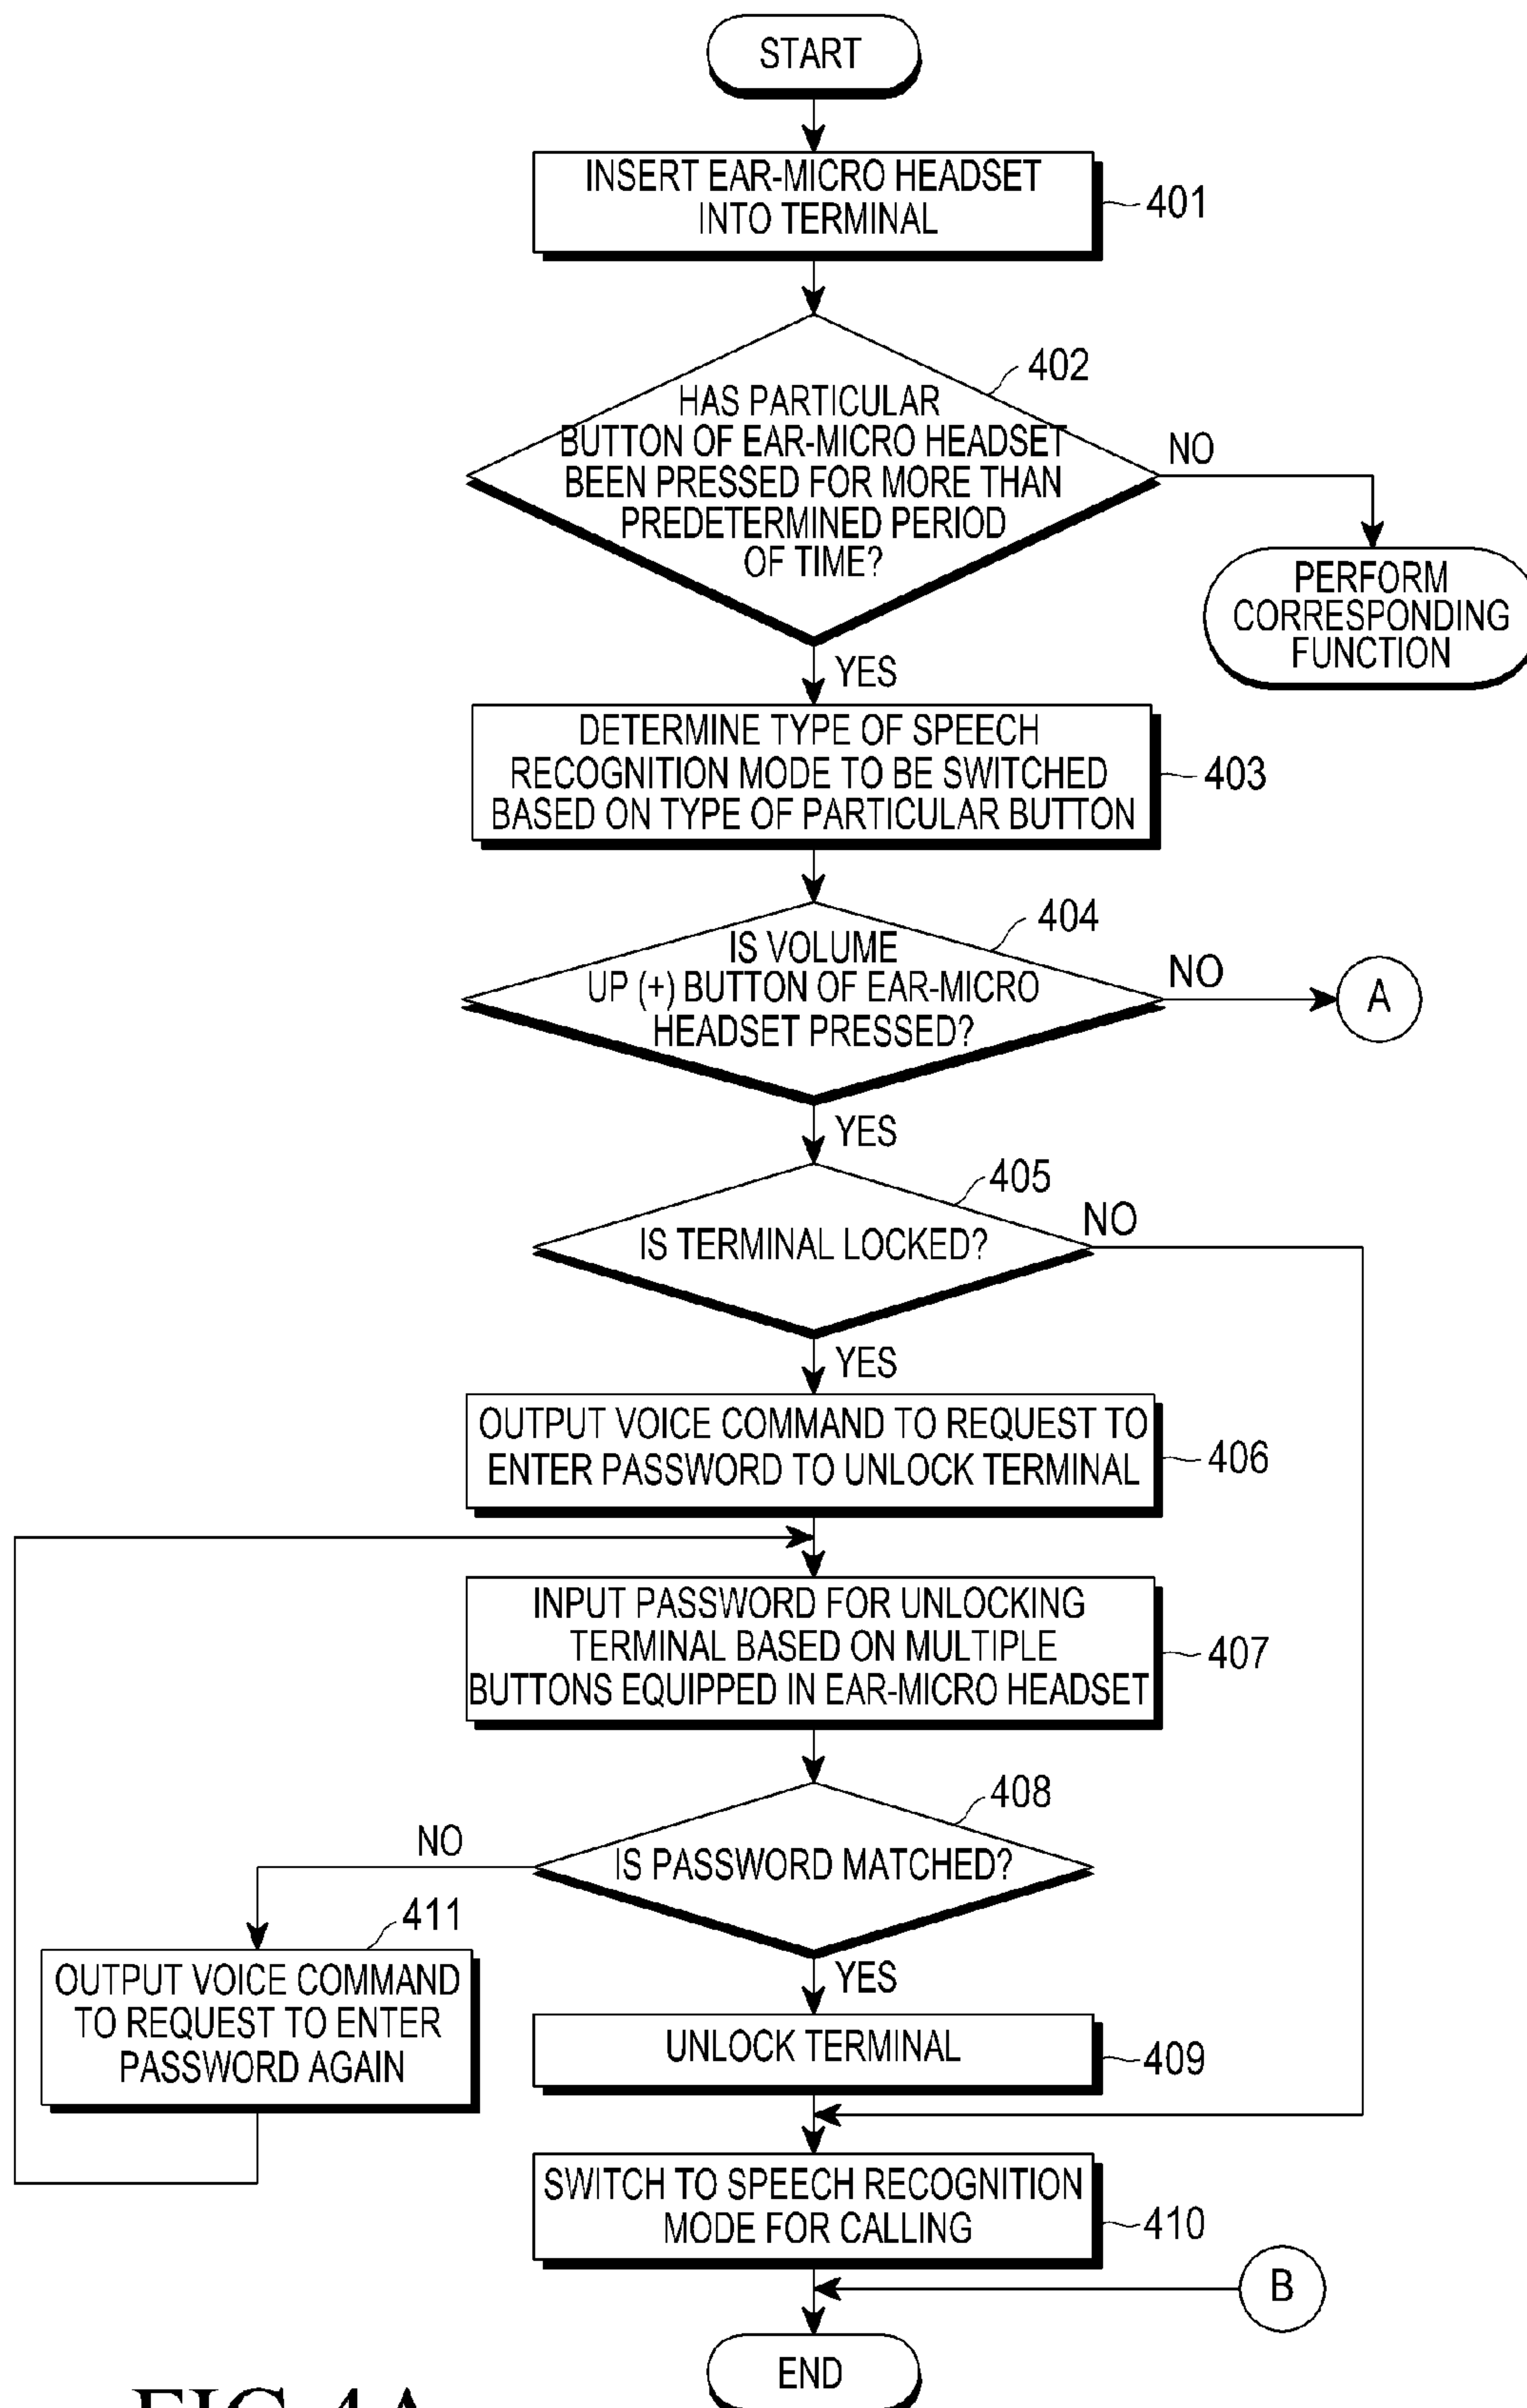 START
INSERT EAR-MICRO HEADSET
INTO TERMINAL
401
402
HAS PARTICULAR
BUTTON OF EAR-MICRO HEADSET
BEEN PRESSED FOR MORE THAN
PREDETERMINED PERIOD
OF TIME?
NO
PERFORM
CORRESPONDING
FUNCTION
YES
DETERMINE TYPE OF SPEECH
RECOGNITION MODE TO BE SWITCHED
BASED ON TYPE OF PARTICULAR BUTTON
403
404
IS VOLUME
UP (+) BUTTON OF EAR-MICRO
HEADSET PRESSED?
NO
A
YES
405
IS TERMINAL LOCKED?
NO
YES
OUTPUT VOICE COMMAND TO REQUEST TO
ENTER PASSWORD TO UNLOCK TERMINAL
406
INPUT PASSWORD FOR UNLOCKING
TERMINAL BASED ON MULTIPLE
BUTTONS EQUIPPED IN EAR-MICRO HEADSET
407
408
IS PASSWORD MATCHED?
NO
411
OUTPUT VOICE COMMAND
TO REQUEST TO ENTER
PASSWORD AGAIN
YES
UNLOCK TERMINAL
409
SWITCH TO SPEECH RECOGNITION
MODE FOR CALLING
410
B
END
FIG.4A